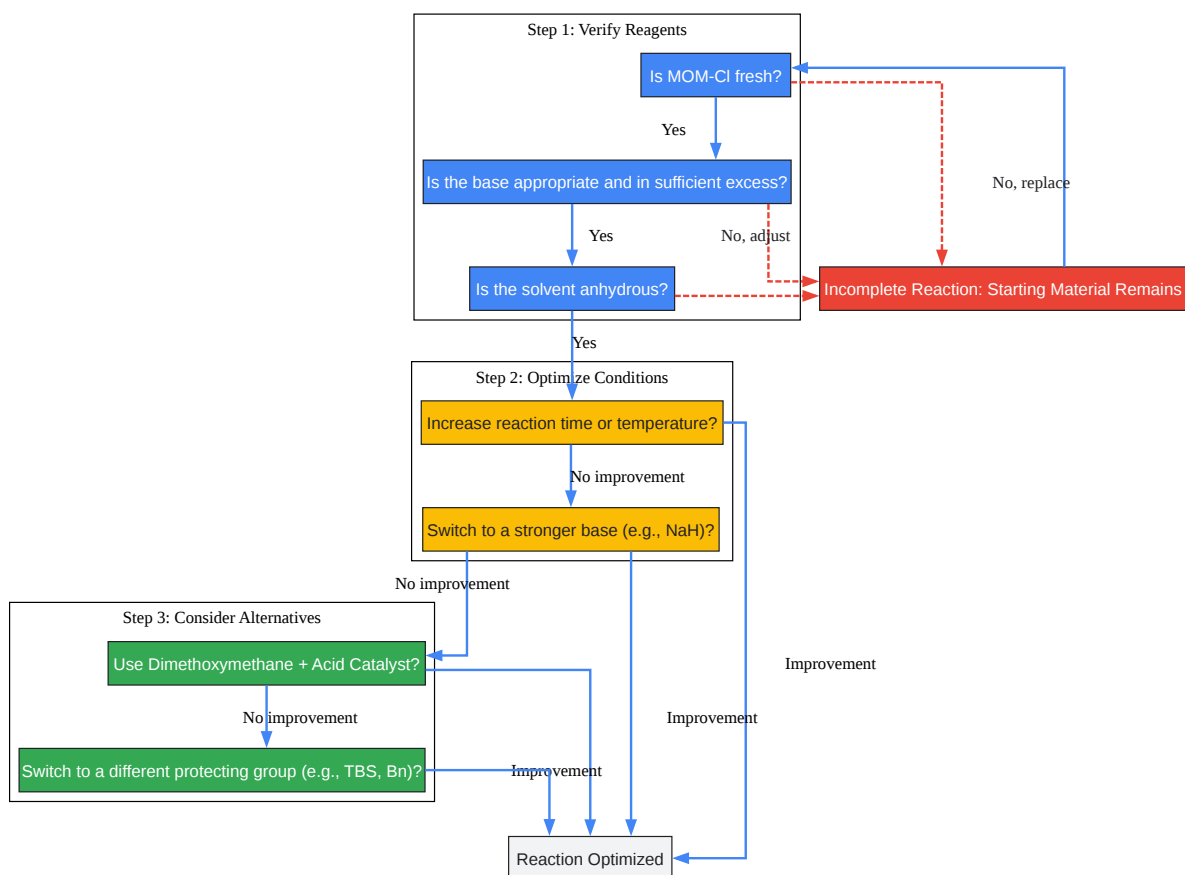 Step 1: Verify Reagents
Is MOM-Cl fresh?
Yes
Is the base appropriate and in sufficient excess?
No, replace
Yes
No, adjust
Is the solvent anhydrous?
Incomplete Reaction: Starting Material Remains
Yes
Step 2: Optimize Conditions
Increase reaction time or temperature?
No improvement
Switch to a stronger base (e.g., NaH)?
No improvement
Step 3: Consider Alternatives
Use Dimethoxymethane + Acid Catalyst?
Improvement
No improvement
Improvement
Switch to a different protecting group (e.g., TBS, Bn)?
Improvement
Reaction Optimized